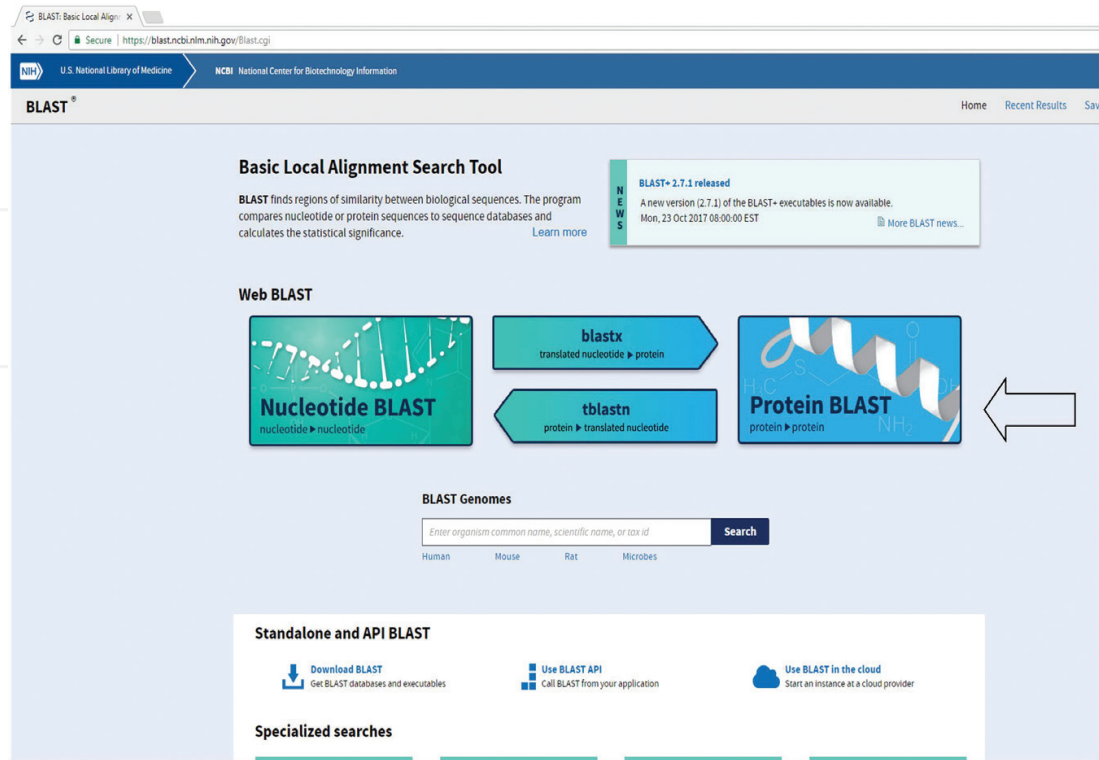 BLAST: Basic Local Align
Secure | https://blast.ncbi.nlm.nih.gov/Blast.cgi
NIH U.S. National Library of Medicine NCBI National Center for Biotechnology Information
BLAST ® Home Recent Results Sav
Basic Local Alignment Search Tool
BLAST finds regions of similarity between biological sequences. The program
compares nucleotide or protein sequences to sequence databases and
calculates the statistical significance. Learn more
NEWS
BLAST+ 2.7.1 released
A new version (2.7.1) of the BLAST+ executables is now available.
Mon, 23 Oct 2017 08:00:00 EST
More BLAST news...
Web BLAST
Nucleotide BLAST
nucleotide ▶ nucleotide
blastx
translated nucleotide ▶ protein
tblastn
protein ▶ translated nucleotide
H₃C S O OH
Protein BLAST
protein ▶ protein NH₂
BLAST Genomes
Enter organism common name, scientific name, or tax id Search
Human Mouse Rat Microbes
Standalone and API BLAST
Download BLAST
Get BLAST databases and executables
Use BLAST API
Call BLAST from your application
Use BLAST in the cloud
Start an instance at a cloud provider
Specialized searches